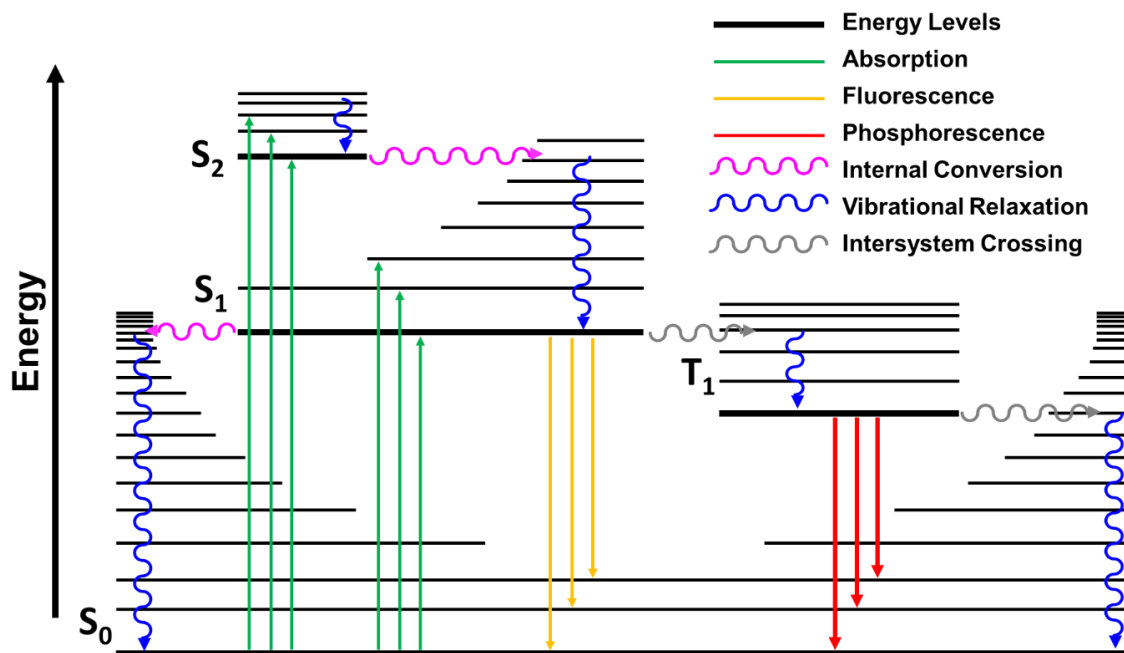 Energy Levels
Absorption
Fluorescence
Phosphorescence
Internal Conversion
Vibrational Relaxation
Intersystem Crossing
Energy
S₂
S₁
T₁
S₀